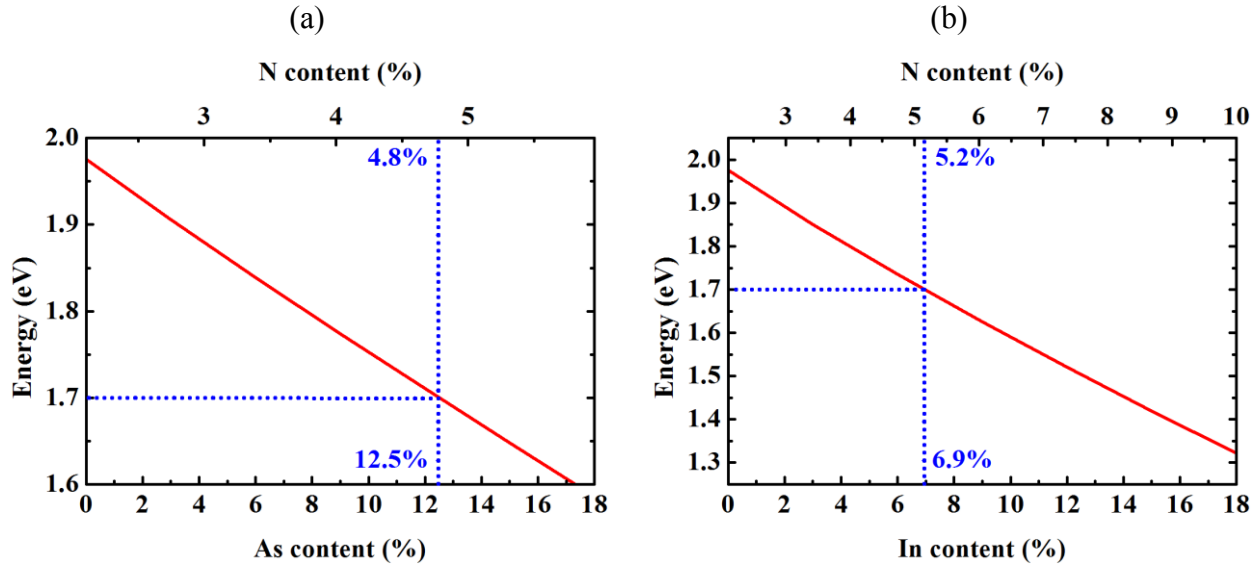 (a)
N content (%)
3 4 5
2.0
1.9
1.8
1.7
1.6
Energy (eV)
4.8%
12.5%
0 2 4 6 8 10 12 14 16 18
As content (%)
(b)
N content (%)
3 4 5 6 7 8 9 10
2.0
1.9
1.8
1.7
1.6
1.5
1.4
1.3
Energy (eV)
5.2%
6.9%
0 2 4 6 8 10 12 14 16 18
In content (%)